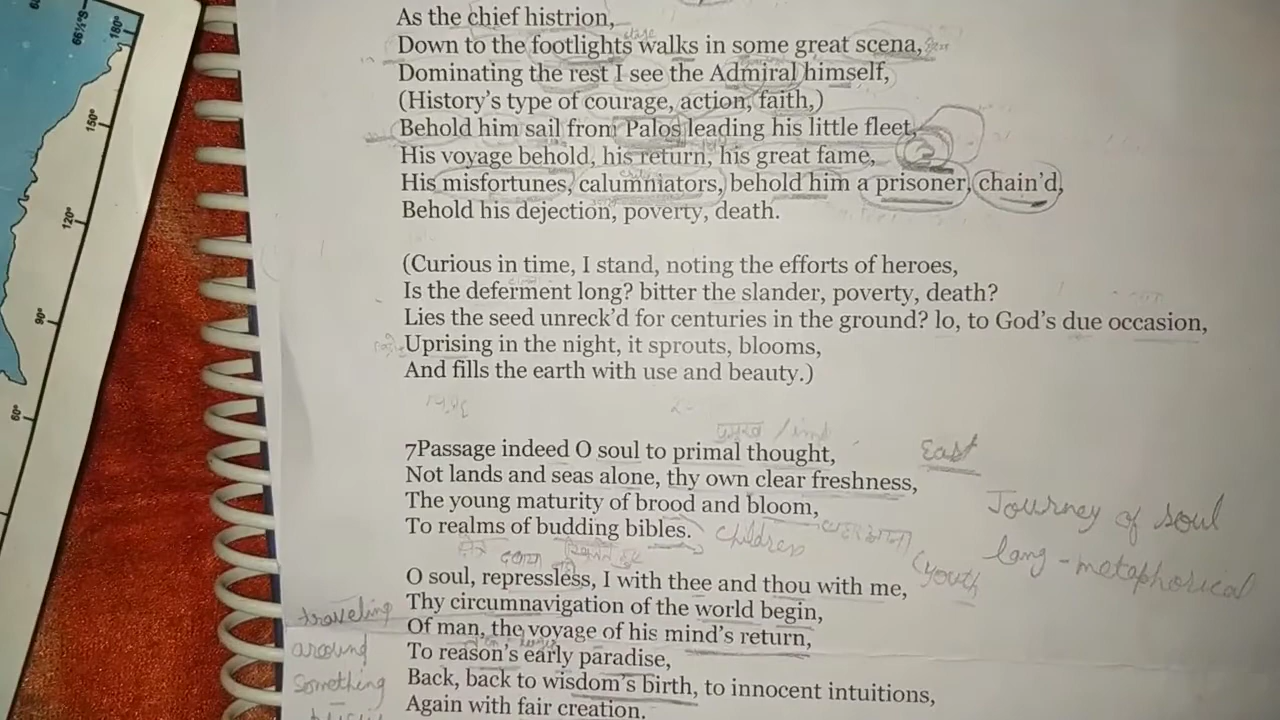 As the chief histrion,
Down to the footlights walks in some great scena,
Dominating the rest I see the Admiral himself,
(History's type of courage, action, faith,)
Behold him sail from Palos leading his little fleet,
His voyage behold, his return, his great fame,
His misfortunes, calumniators, behold him a prisoner, chain'd,
Behold his dejection, poverty, death.
(Curious in time, I stand, noting the efforts of heroes,
Is the deferment long? bitter the slander, poverty, death?
Lies the seed unreck'd for centuries in the ground? lo, to God's due occasion,
Uprising in the night, it sprouts, blooms,
And fills the earth with use and beauty.)
प्रमुख /
7Passage indeed O soul to primal thought,
East
Not lands and seas alone, thy own clear freshness,
The young maturity of brood and bloom,
To realms of budding bibles.
children
Journey of soul
lang - metaphorical
(youth
O soul, repressless, I with thee and thou with me,
Thy circumnavigation of the world begin,
Of man, the voyage of his mind's return,
To reason's early paradise,
Back, back to wisdom's birth, to innocent intuitions,
Again with fair creation.
traveling
around
something
66½°S
180°
150°
120°
90°
60°